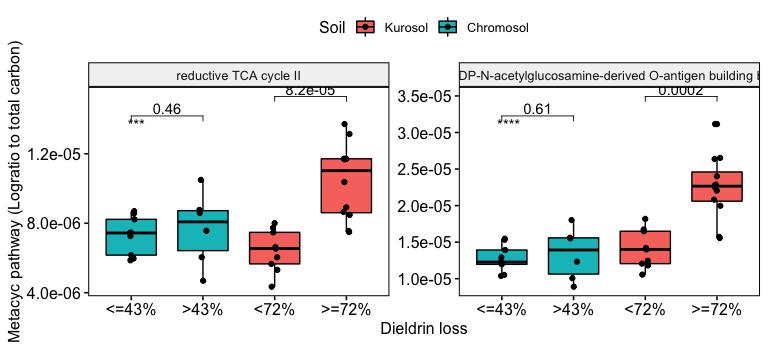 Soil Kurosol Chromosol
Metacyc pathway (Logratio to total carbon)
reductive TCA cycle II
DP-N-acetylglucosamine-derived O-antigen building b
0.46
8.2e-05
***
1.2e-05
8.0e-06
4.0e-06
0.61
0.0002
****
3.5e-05
3.0e-05
2.5e-05
2.0e-05
1.5e-05
1.0e-05
<=43% >43% <72% >=72%
<=43% >43% <72% >=72%
Dieldrin loss